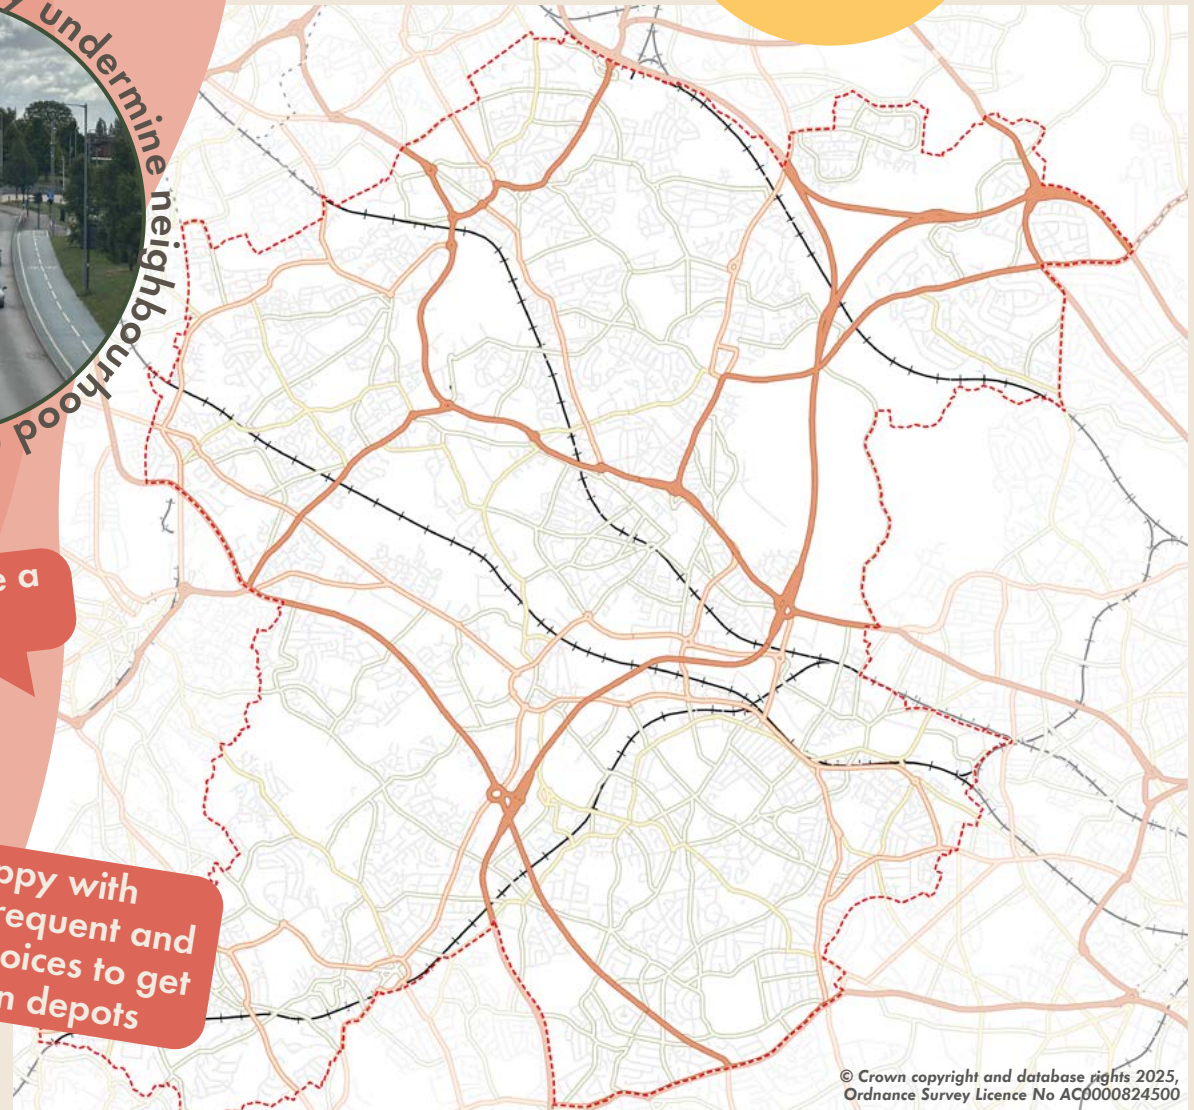 undermine neighbourhood
e a
ppy with
requent and
oices to get
n depots
© Crown copyright and database rights 2025,
Ordnance Survey Licence No AC0000824500